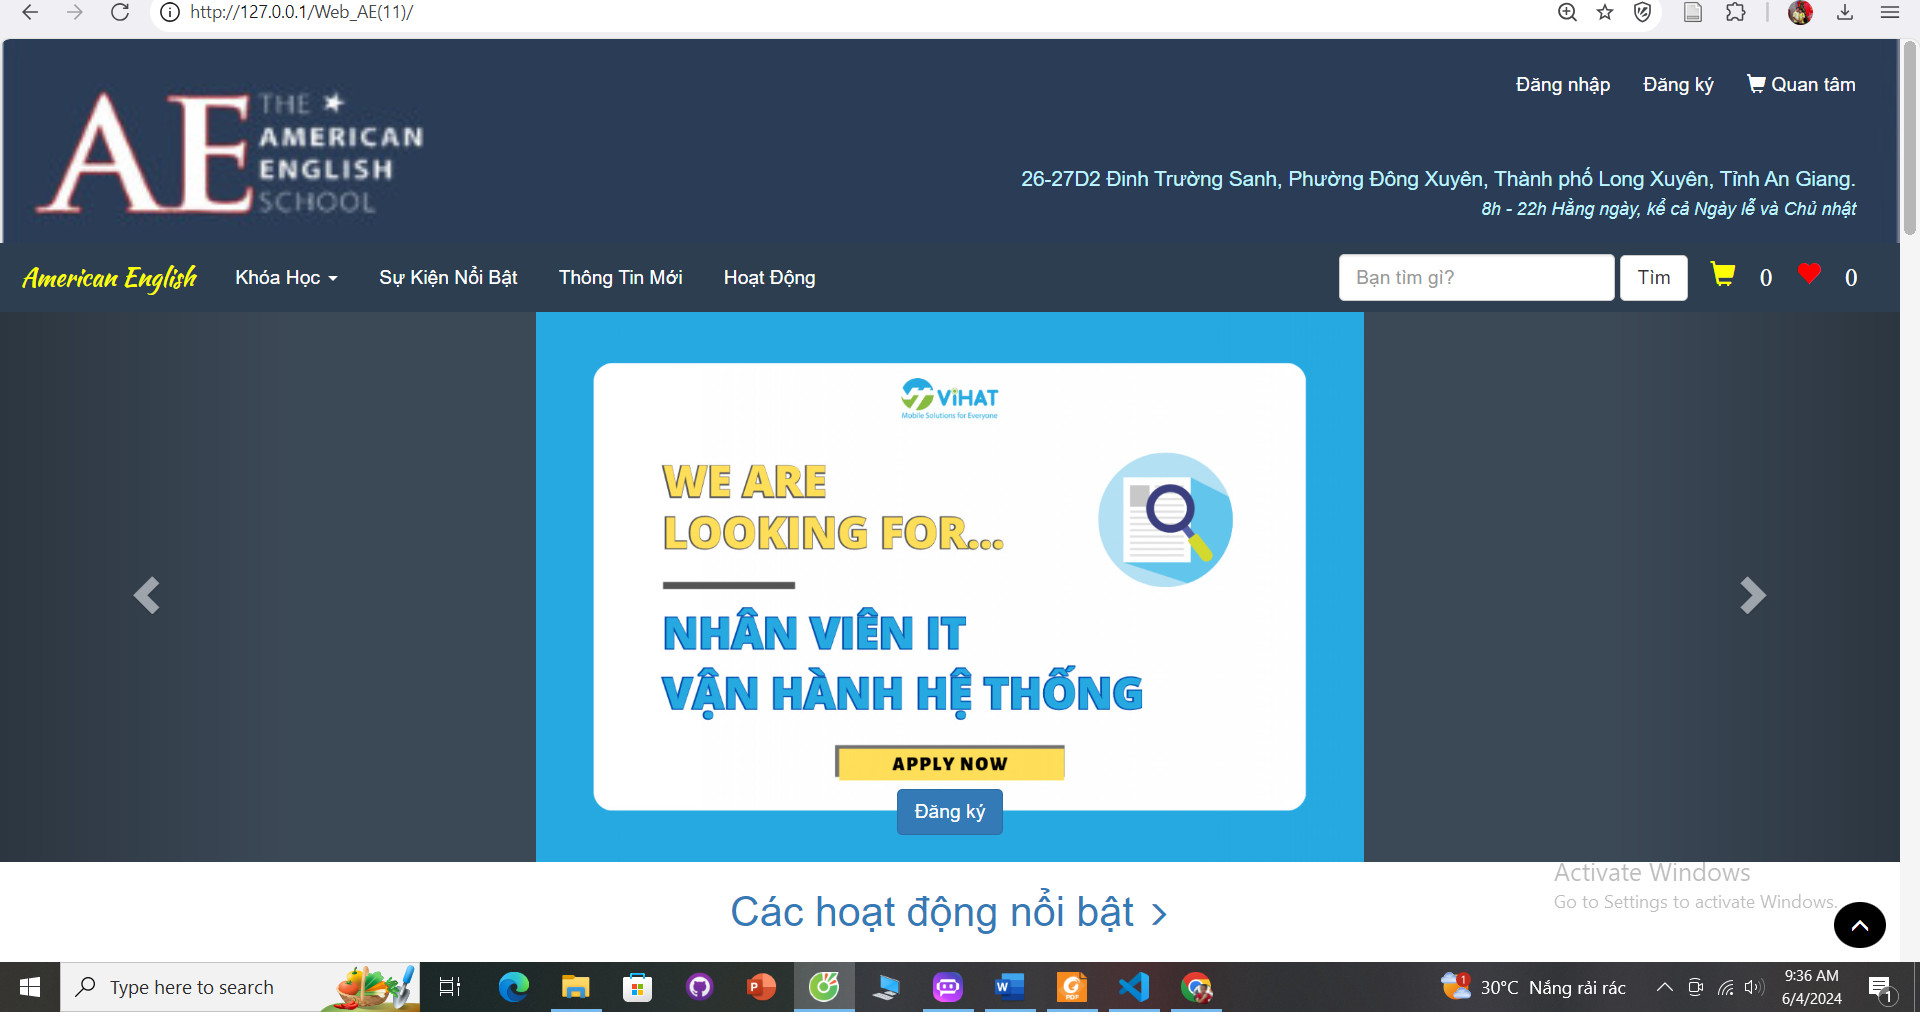 http://127.0.0.1/Web_AE(11)/
Đăng nhập Đăng ký Quan tâm
AE THE
AMERICAN
ENGLISH
SCHOOL
26-27D2 Đinh Trường Sanh, Phường Đông Xuyên, Thành phố Long Xuyên, Tỉnh An Giang.
8h - 22h Hằng ngày, kể cả Ngày lễ và Chủ nhật
American English Khóa Học Sự Kiện Nổi Bật Thông Tin Mới Hoạt Động Bạn tìm gì? Tìm 0 0
ViHAT
Mobile Solutions for Everyone
WE ARE
LOOKING FOR...
NHÂN VIÊN IT
VẬN HÀNH HỆ THỐNG
APPLY NOW
Đăng ký
Activate Windows
Go to Settings to activate Windows.
Các hoạt động nổi bật >
Type here to search
1 30°C Nắng rải rác
9:36 AM
6/4/2024
1